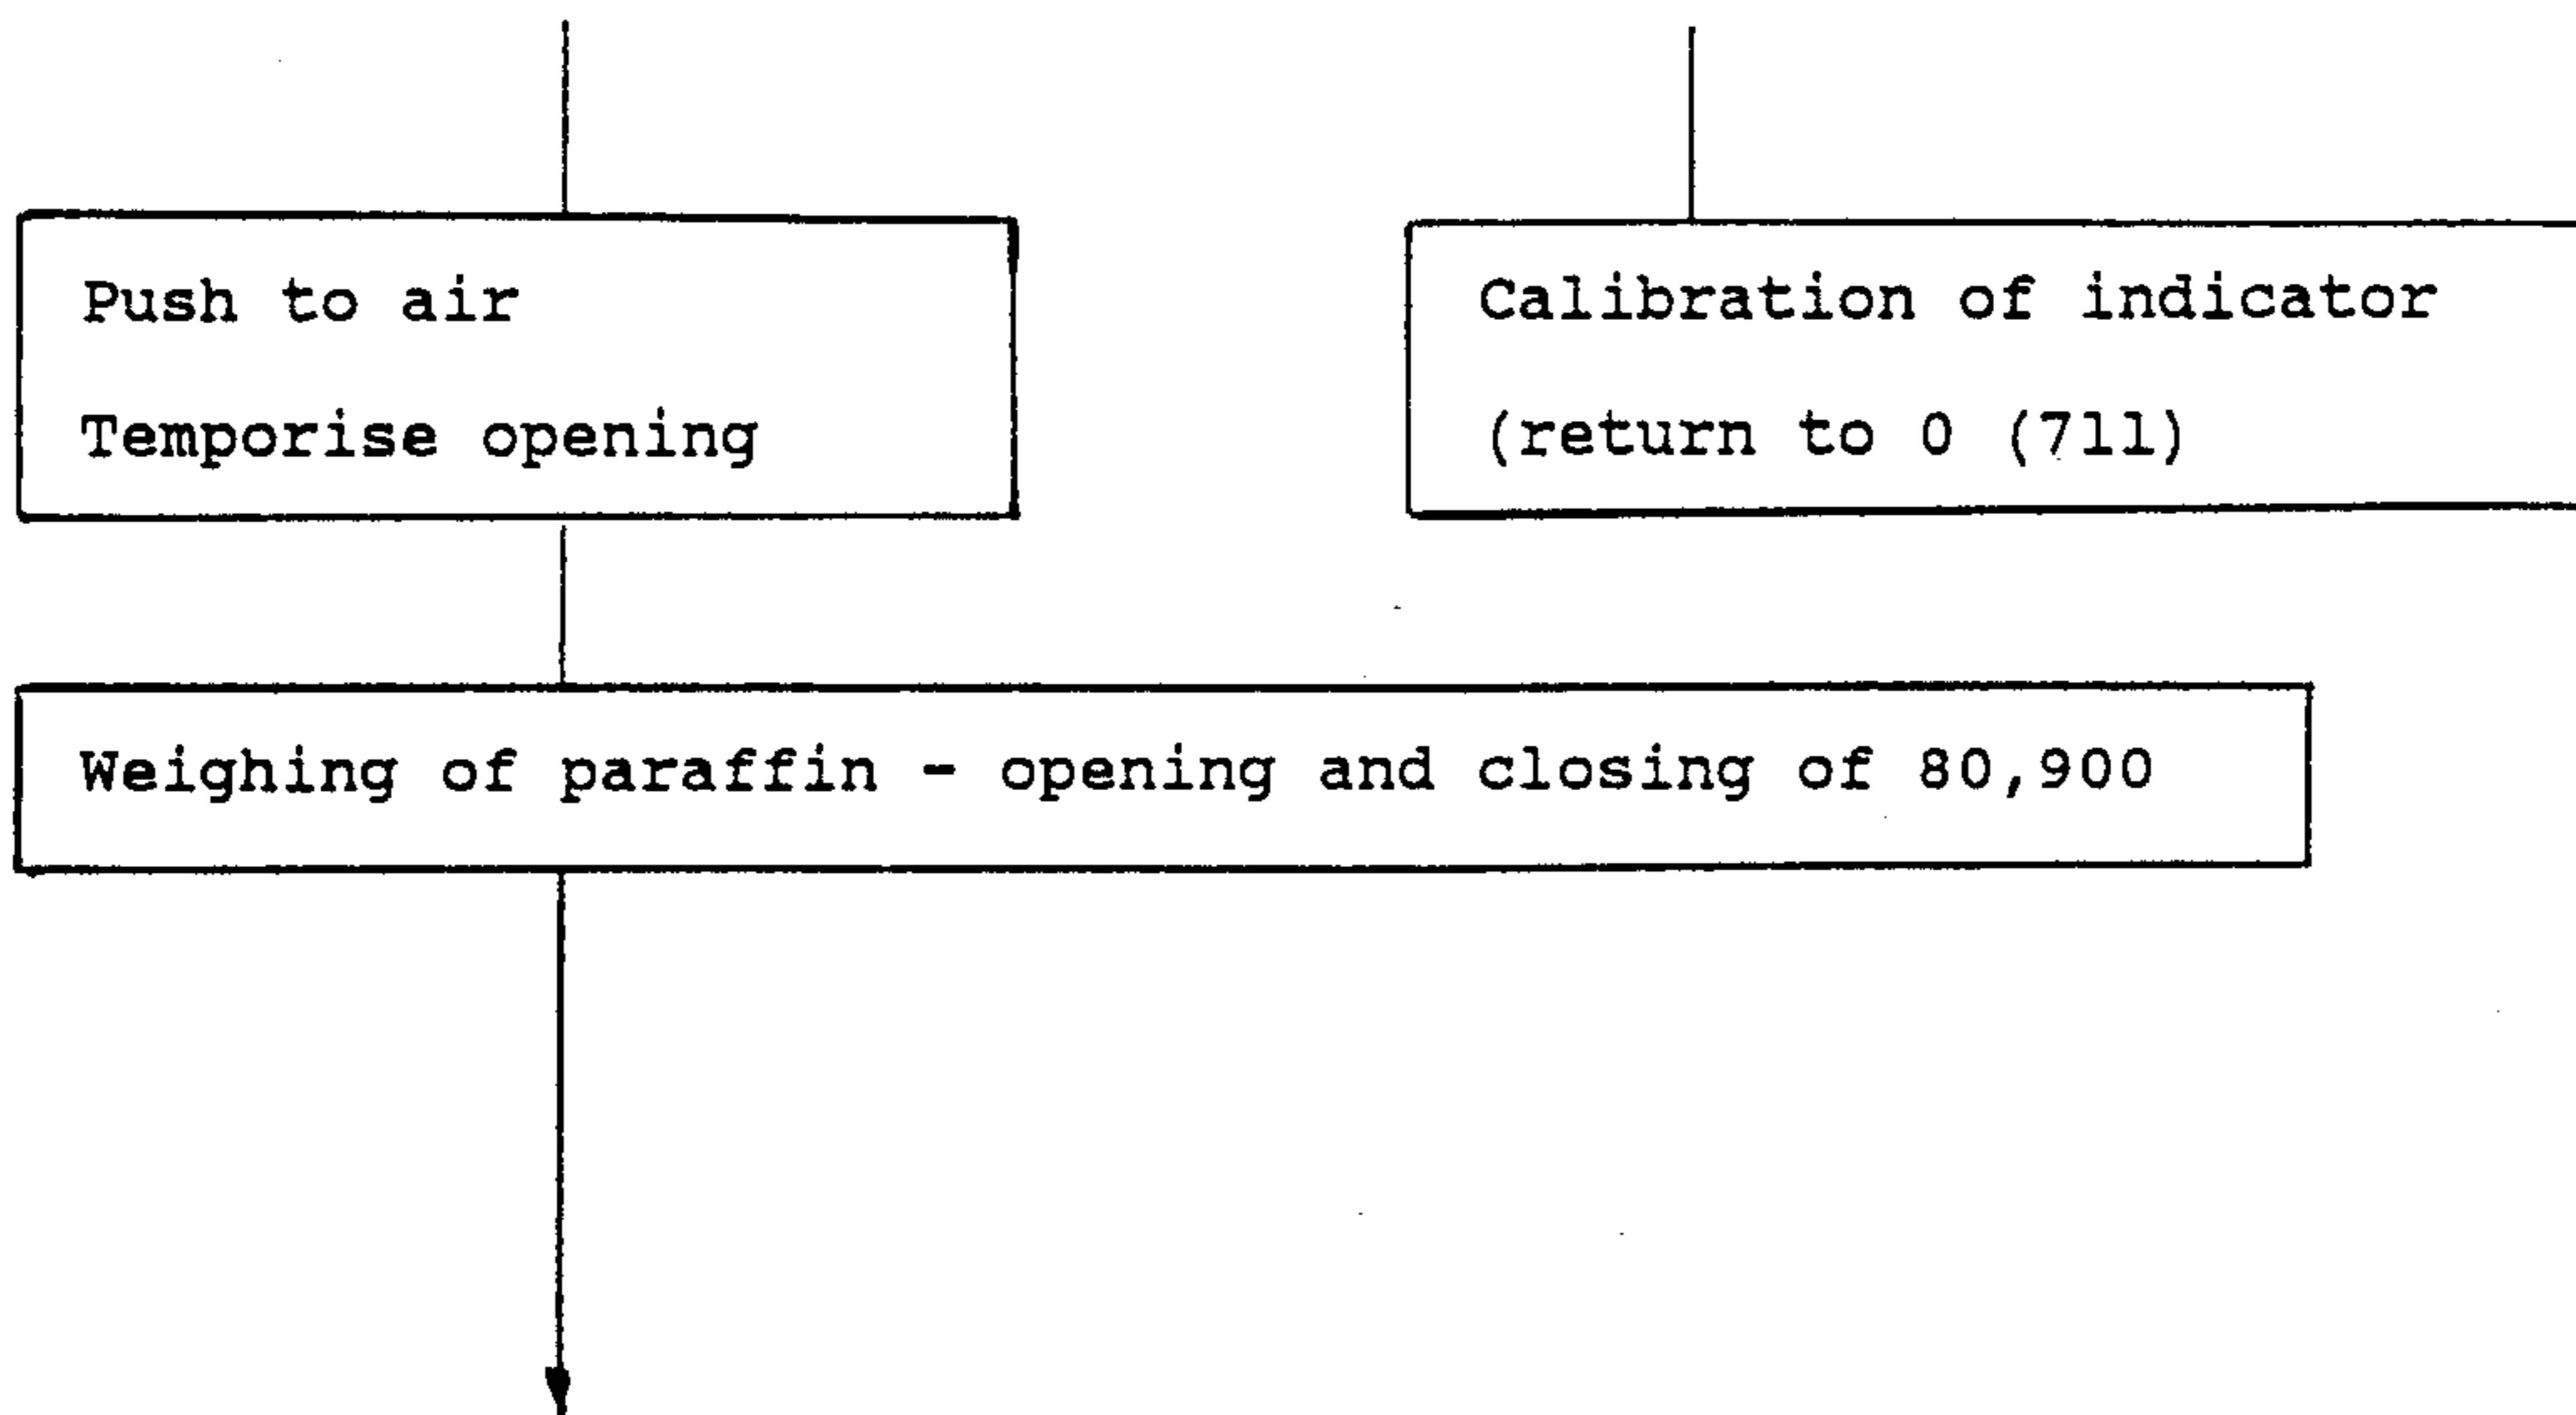 Push to air
Temporise opening
Calibration of indicator
(return to 0 (711)
Weighing of paraffin - opening and closing of 80,900